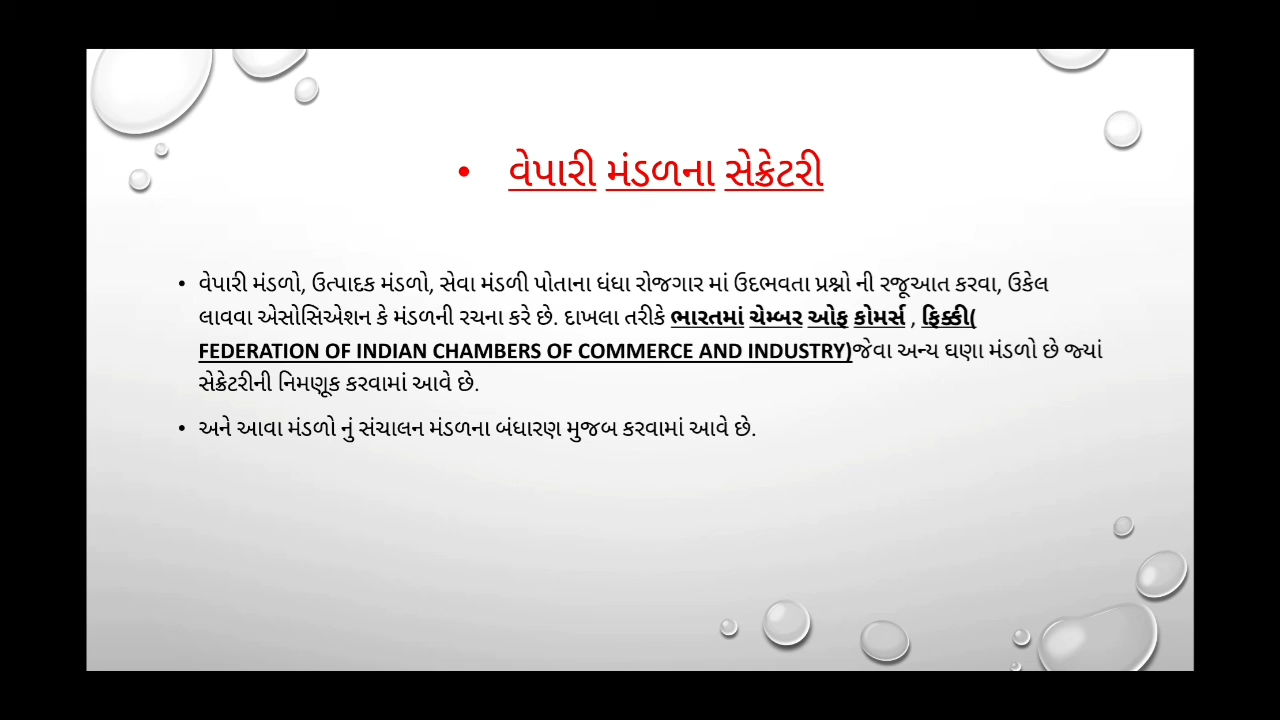 • વેપારી મંડળના સેક્રેટરી
• વેપારી મંડળો, ઉત્પાદક મંડળો, સેવા મંડળી પોતાના ધંધા રોજગાર માં ઉદભવતા પ્રશ્નો ની રજૂઆત કરવા, ઉકેલ
લાવવા એસોસિએશન કે મંડળની રચના કરે છે. દાખલા તરીકે ભારતમાં ચેમ્બર ઓફ કોમર્સ , ફિક્કી(
FEDERATION OF INDIAN CHAMBERS OF COMMERCE AND INDUSTRY)જેવા અન્ય ઘણા મંડળો છે જ્યાં
સેક્રેટરીની નિમણૂક કરવામાં આવે છે.
• અને આવા મંડળો નું સંચાલન મંડળના બંધારણ મુજબ કરવામાં આવે છે.